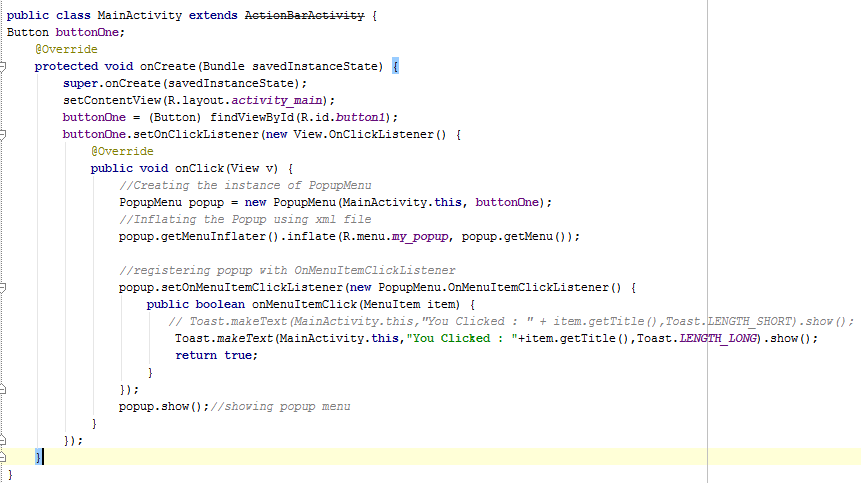 public class MainActivity extends ActionBarActivity {
Button buttonOne;
    @Override
    protected void onCreate(Bundle savedInstanceState) {
        super.onCreate(savedInstanceState);
        setContentView(R.layout.activity_main);
        buttonOne = (Button) findViewById(R.id.button1);
        buttonOne.setOnClickListener(new View.OnClickListener() {
            @Override
            public void onClick(View v) {
                //Creating the instance of PopupMenu
                PopupMenu popup = new PopupMenu(MainActivity.this, buttonOne);
                //Inflating the Popup using xml file
                popup.getMenuInflater().inflate(R.menu.my_popup, popup.getMenu());

                //registering popup with OnMenuItemClickListener
                popup.setOnMenuItemClickListener(new PopupMenu.OnMenuItemClickListener() {
                    public boolean onMenuItemClick(MenuItem item) {
                       // Toast.makeText(MainActivity.this,"You Clicked : " + item.getTitle(),Toast.LENGTH_SHORT).show();
                        Toast.makeText(MainActivity.this,"You Clicked : "+item.getTitle(),Toast.LENGTH_LONG).show();
                        return true;
                    }
                });
                popup.show();//showing popup menu
            }
        });
    }
}